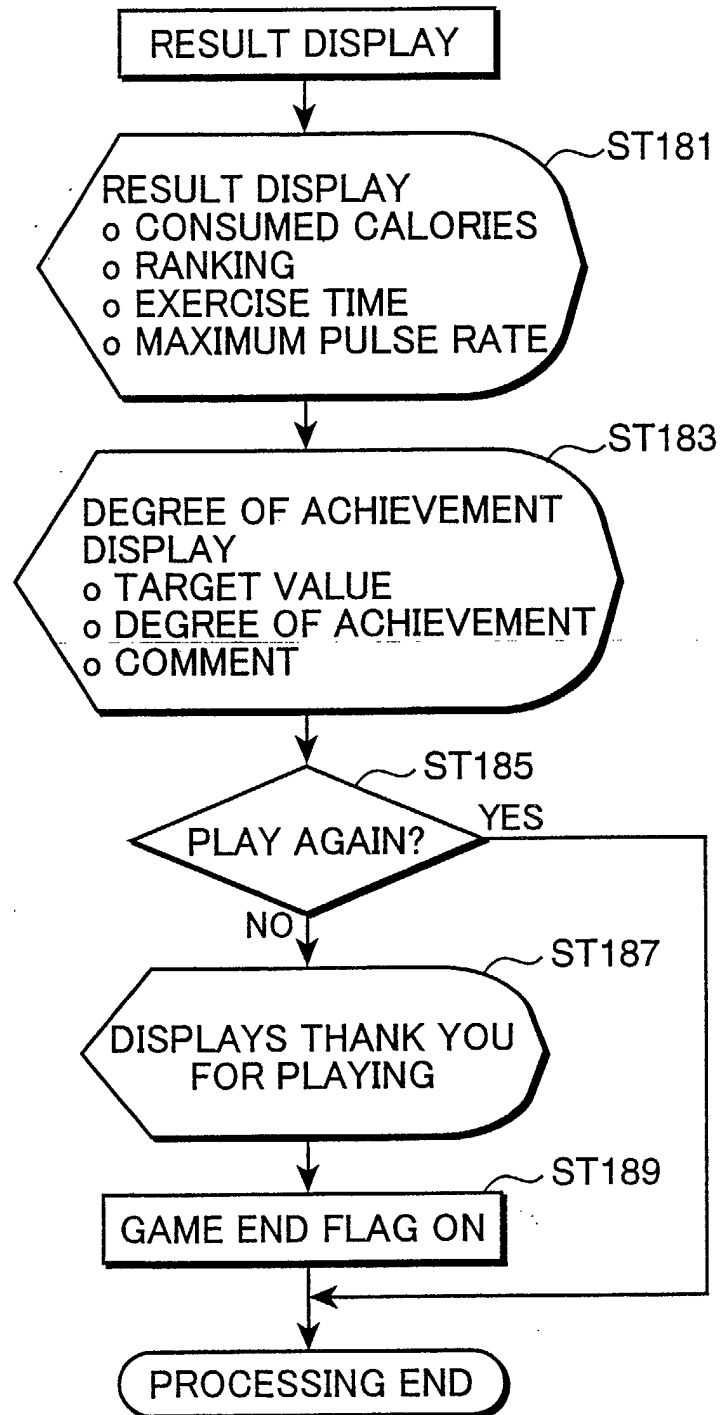 RESULT DISPLAY
ST181
RESULT DISPLAY
o CONSUMED CALORIES
o RANKING
o EXERCISE TIME
o MAXIMUM PULSE RATE
ST183
DEGREE OF ACHIEVEMENT
DISPLAY
o TARGET VALUE
o DEGREE OF ACHIEVEMENT
o COMMENT
ST185
PLAY AGAIN?
YES
NO
ST187
DISPLAYS THANK YOU
FOR PLAYING
ST189
GAME END FLAG ON
PROCESSING END